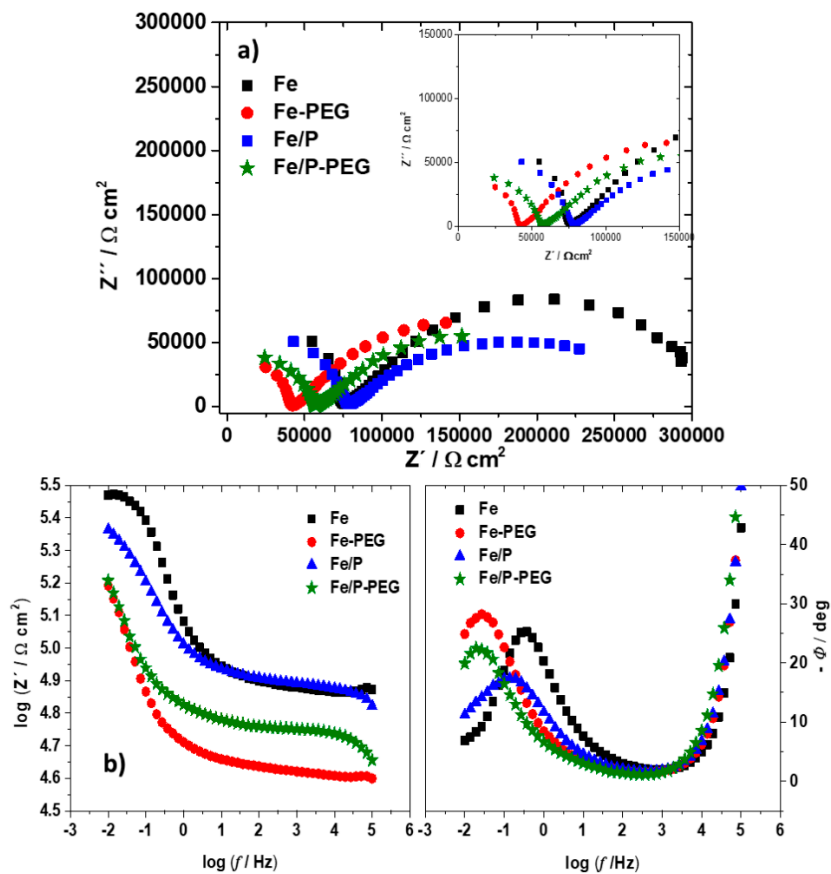 a)
300000
250000
200000
150000
100000
50000
0
Z´´ / Ω cm²
Fe
Fe-PEG
Fe/P
Fe/P-PEG
150000
100000
50000
0
Z´´ / Ω cm²
0 50000 100000 150000
Z´ / Ω cm²
0 50000 100000 150000 200000 250000 300000
Z´ / Ω cm²
5.5
5.4
5.3
5.2
5.1
5.0
4.9
4.8
4.7
4.6
4.5
log (Z´ / Ω cm²)
Fe
Fe-PEG
Fe/P
Fe/P-PEG
b)
-3 -2 -1 0 1 2 3 4 5 6
log (f / Hz)
Fe
Fe-PEG
Fe/P
Fe/P-PEG
50
40
30
20
10
0
- Φ / deg
-3 -2 -1 0 1 2 3 4 5 6
log (f /Hz)